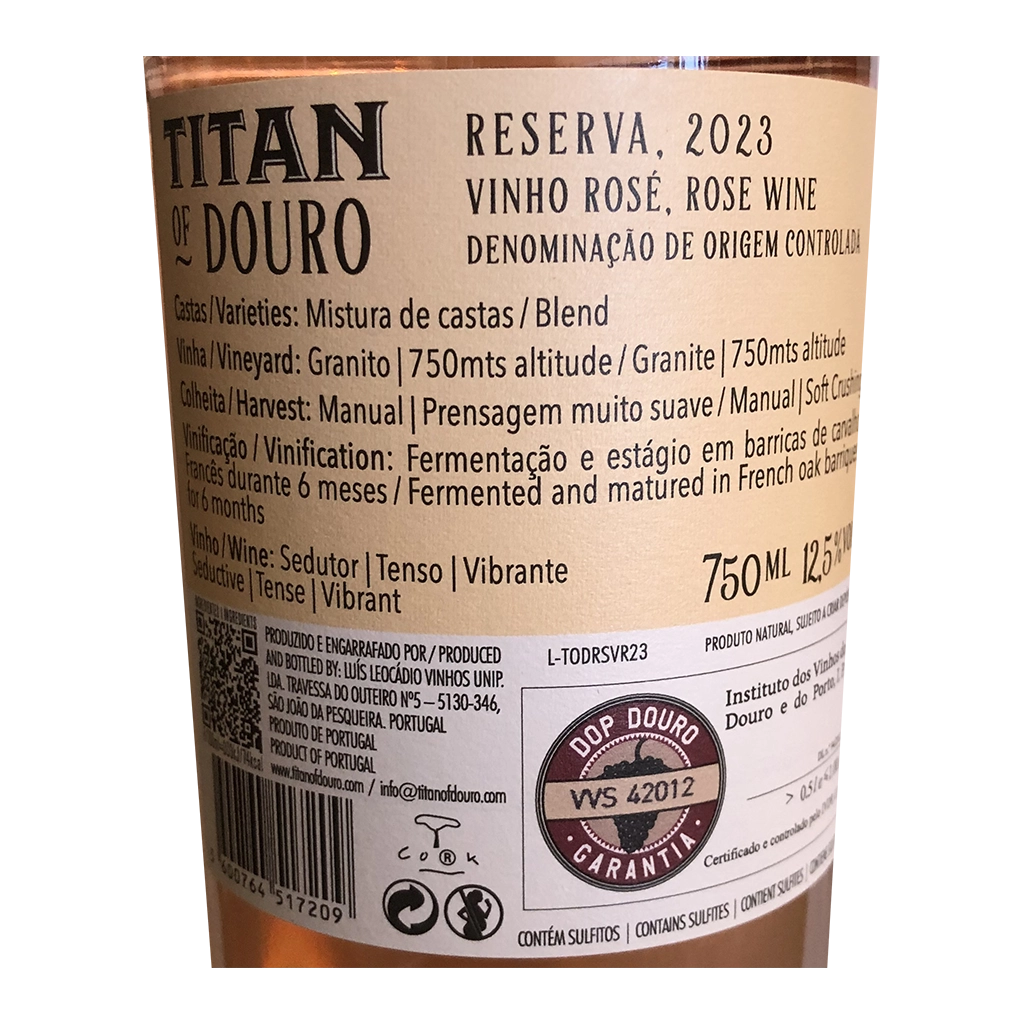 TITAN
OF DOURO
RESERVA, 2023
VINHO ROSÉ, ROSE WINE
DENOMINAÇÃO DE ORIGEM CONTROLADA
Castas/Varieties: Mistura de castas / Blend
Vinha/Vineyard: Granito | 750mts altitude / Granite | 750mts altitude
Colheita/Harvest: Manual | Prensagem muito suave / Manual | Soft Crushing
Vinificação / Vinification: Fermentação e estágio em barricas de carvalho
Francês durante 6 meses / Fermented and matured in French oak barriques
for 6 months
Vinho/Wine: Sedutor | Tenso | Vibrante
Seductive | Tense | Vibrant
750 ML 12,5%
INGREDIENTES | INGREDIENTS
PRODUZIDO E ENGARRAFADO POR / PRODUCED
AND BOTTLED BY: LUÍS LEOCÁDIO VINHOS UNIP.
LDA. TRAVESSA DO OUTEIRO Nº5 – 5130-346,
SÃO JOÃO DA PESQUEIRA. PORTUGAL
PRODUTO DE PORTUGAL
PRODUCT OF PORTUGAL
www.titanofdouro.com / info@titanofdouro.com
L-TODRSVR23
PRODUTO NATURAL, SUJEITO A CRIAR
Instituto dos Vinhos do
Douro e do Porto,
DOP DOURO
VVS 42012
GARANTIA
Certificado e controlado pelo
CORK
®
600764 517209
CONTÉM SULFITOS | CONTAINS SULFITES | CONTIENT SULFITES |